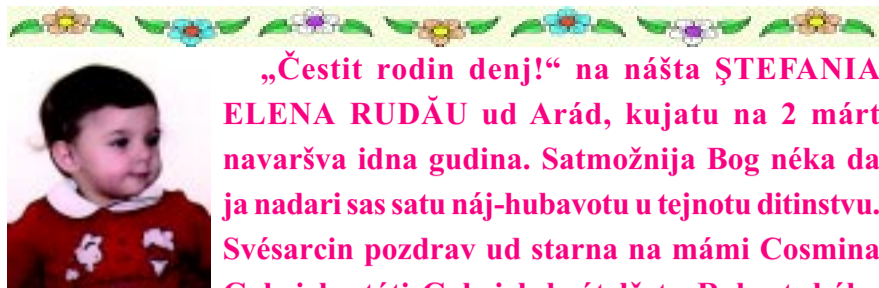 „Čestit rodin denj!“ na nášta ŞTEFANIA
ELENA RUDĂU ud Arád, kujatu na 2 márt
navaršva idna gudina. Satmožnija Bog néka da
ja nadari sas satu náj-hubavotu u tejnotu ditinstvu.
Svésarcin pozdrav ud starna na mámi Cosmina